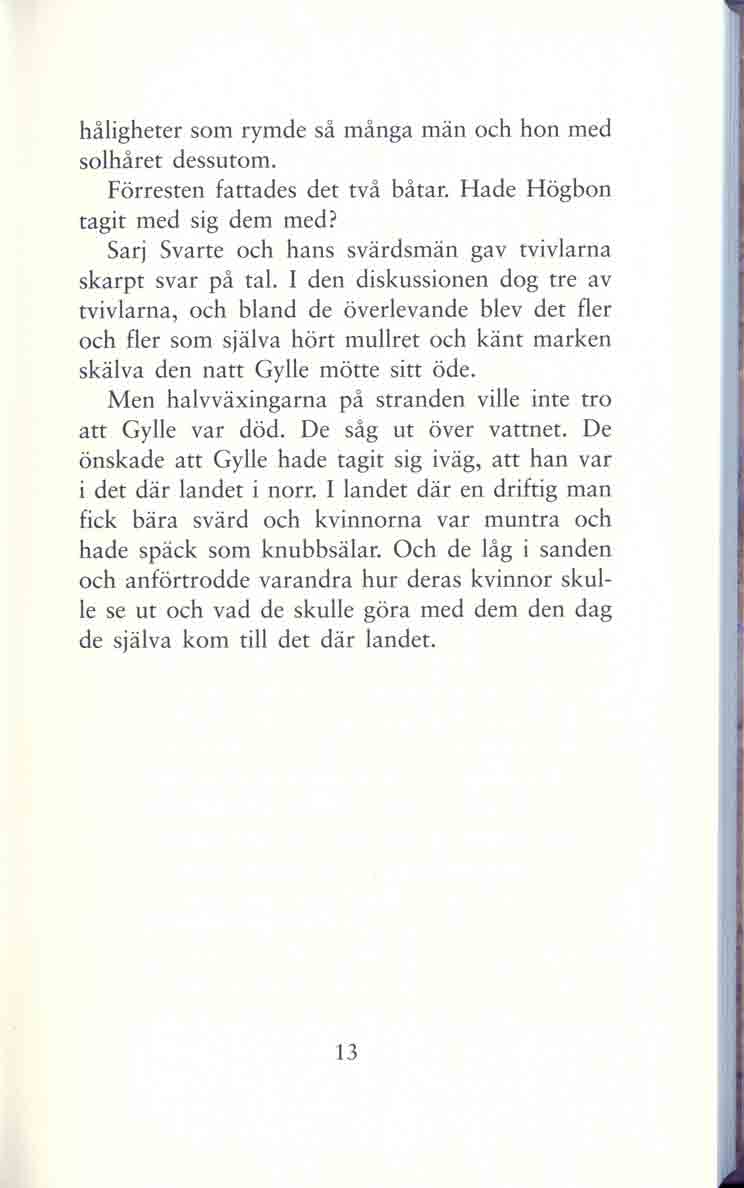 håligheter som rymde så många män och hon med
solhåret dessutom.
Förresten fattades det två båtar. Hade Högbon
tagit med sig dem med?
Sarj Svarte och hans svärdsmän gav tvivlarna
skarpt svar på tal. I den diskussionen dog tre av
tvivlarna, och bland de överlevande blev det fler
och fler som själva hört mullret och känt marken
skälva den natt Gylle mötte sitt öde.
Men halvväxingarna på stranden ville inte tro
att Gylle var död. De såg ut över vattnet. De
önskade att Gylle hade tagit sig iväg, att han var
i det där landet i norr. I landet där en driftig man
fick bära svärd och kvinnorna var muntra och
hade späck som knubbsälar. Och de låg i sanden
och anförtrodde varandra hur deras kvinnor skul-
le se ut och vad de skulle göra med dem den dag
de själva kom till det där landet.
13